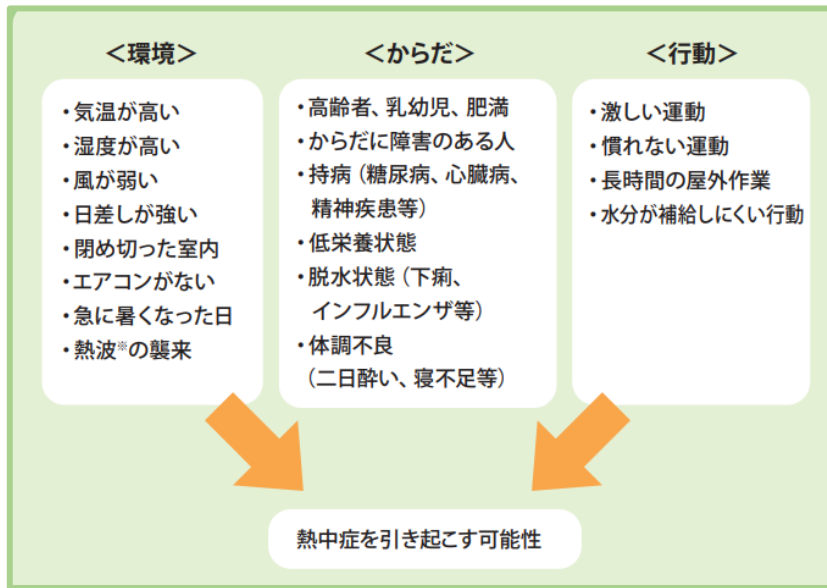 ＜環境＞
・気温が高い
・湿度が高い
・風が弱い
・日差しが強い
・閉め切った室内
・エアコンがない
・急に暑くなった日
・熱波※の襲来
＜からだ＞
・高齢者、乳幼児、肥満
・からだに障害のある人
・持病（糖尿病、心臓病、
精神疾患等）
・低栄養状態
・脱水状態（下痢、
インフルエンザ等）
・体調不良
（二日酔い、寝不足等）
＜行動＞
・激しい運動
・慣れない運動
・長時間の屋外作業
・水分が補給しにくい行動
熱中症を引き起こす可能性